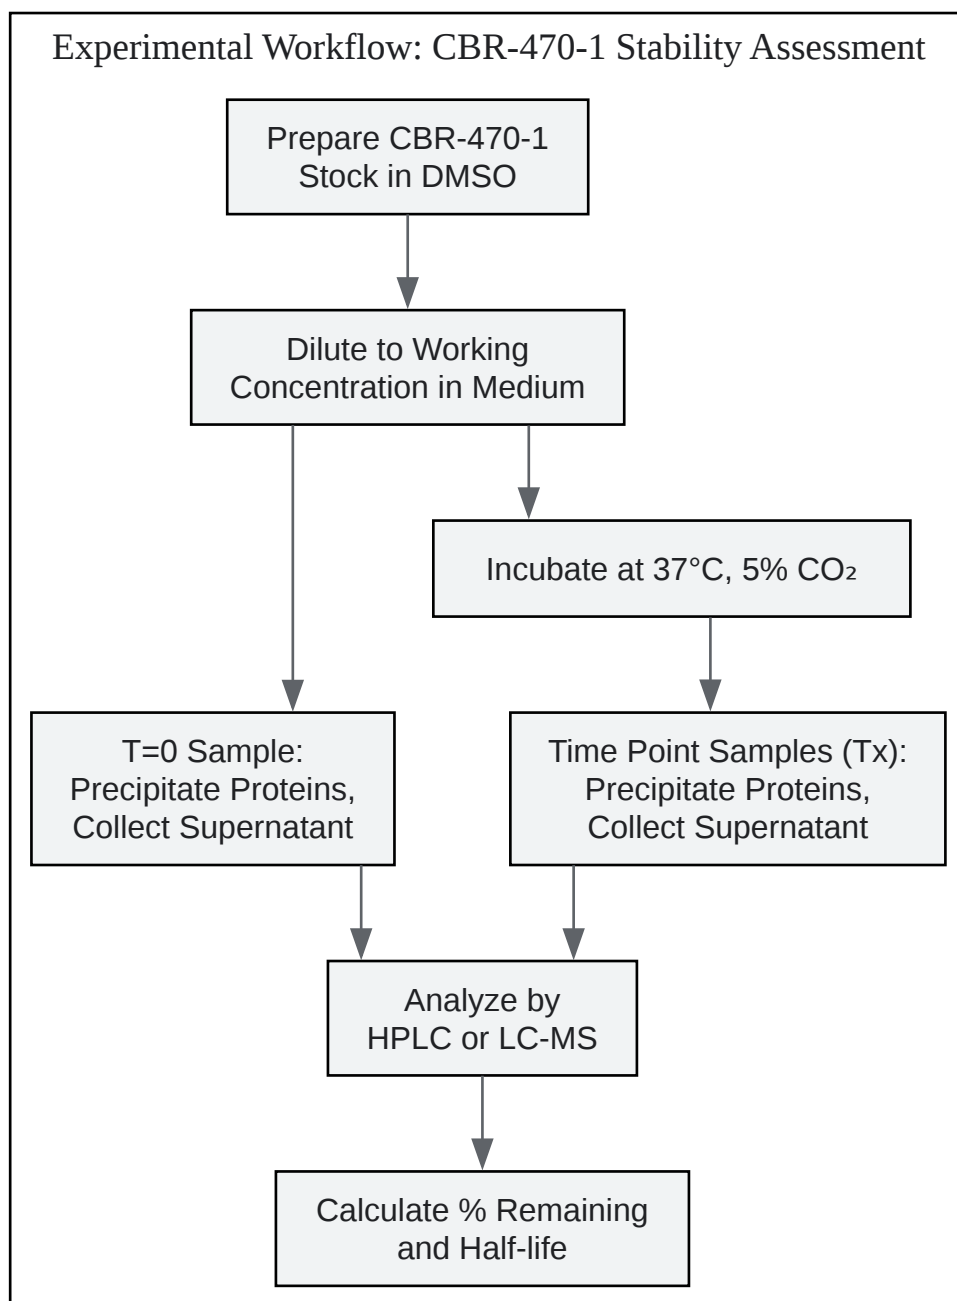 Experimental Workflow: CBR-470-1 Stability Assessment
Prepare CBR-470-1
Stock in DMSO
Dilute to Working
Concentration in Medium
Incubate at 37°C, 5% CO₂
T=0 Sample:
Precipitate Proteins,
Collect Supernatant
Time Point Samples (Tx):
Precipitate Proteins,
Collect Supernatant
Analyze by
HPLC or LC-MS
Calculate % Remaining
and Half-life